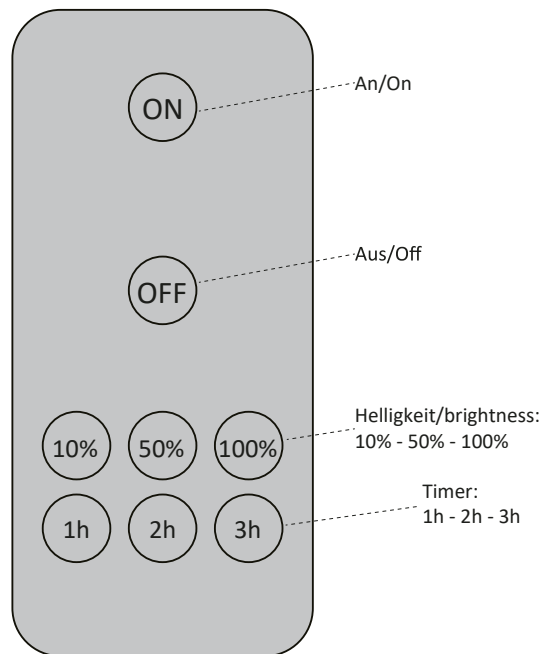 ON
An/On
OFF
Aus/Off
10% 50% 100%
Helligkeit/brightness:
10% - 50% - 100%
1h 2h 3h
Timer:
1h - 2h - 3h